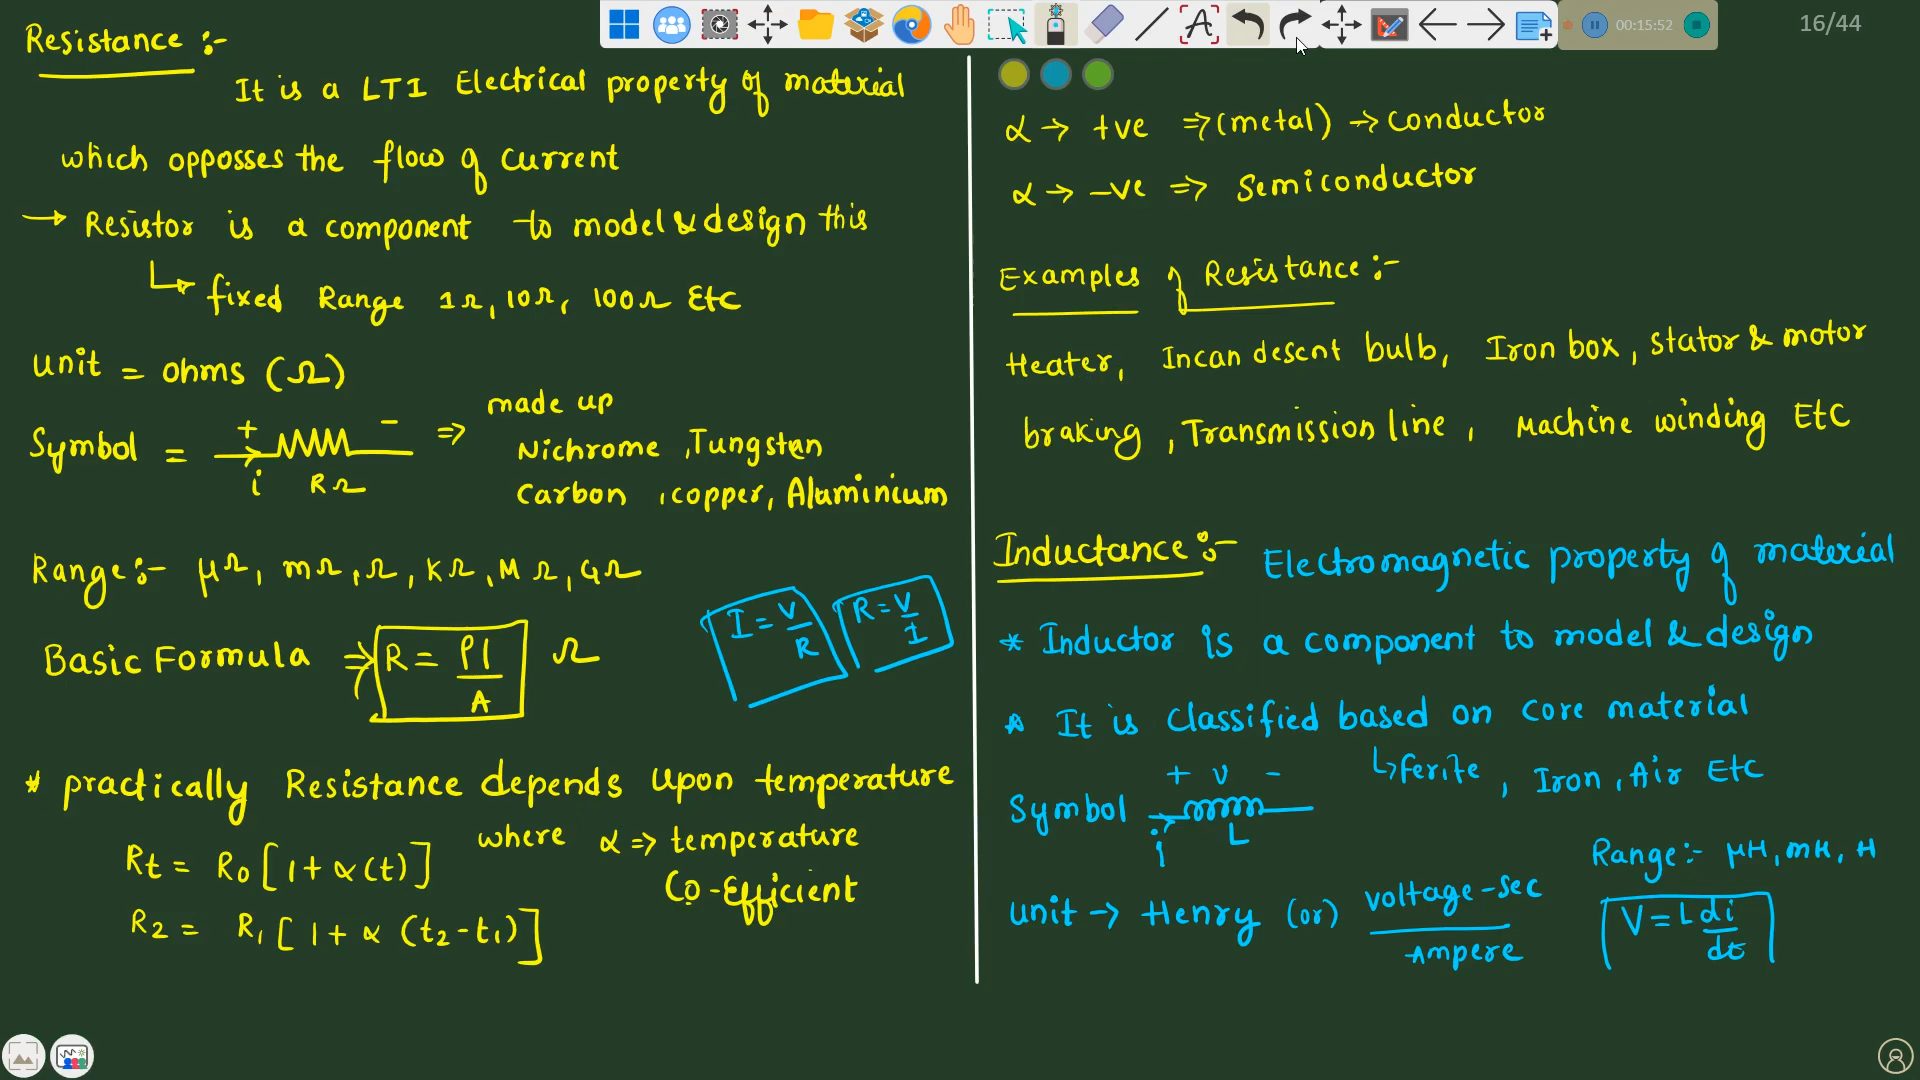 00:15:52
16/44
Resistance :-
It is a LTI Electrical property of material
which opposses the flow of current
→ Resistor is a component to model & design this
↳ fixed Range 1Ω, 10Ω, 100Ω Etc
unit = ohms (Ω)
Symbol = + - ⇒ made up
i RΩ
Nichrome, Tungsten
Carbon, copper, Aluminium
Range:- μΩ, mΩ, Ω, KΩ, MΩ, GΩ
Basic Formula ⇒ R = ρl/A Ω
I = V/R R = V/I
* practically Resistance depends upon temperature
where α ⇒ temperature
Co-Efficient
Rt = R0 [1 + α(t)]
R2 = R1 [1 + α (t2 - t1)]
α → +ve ⇒ (metal) → conductor
α → -ve ⇒ Semiconductor
Examples of Resistance :-
Heater, Incandescent bulb, Iron box, stator & motor
braking, Transmission line, Machine winding Etc
Inductance :- Electromagnetic property of material
* Inductor is a component to model & design
* It is classified based on core material
↳ ferite, Iron, Air Etc
Symbol + v -
i L
Range:- μH, mH, H
unit → Henry (or) voltage-sec/Ampere
V = L di/dt